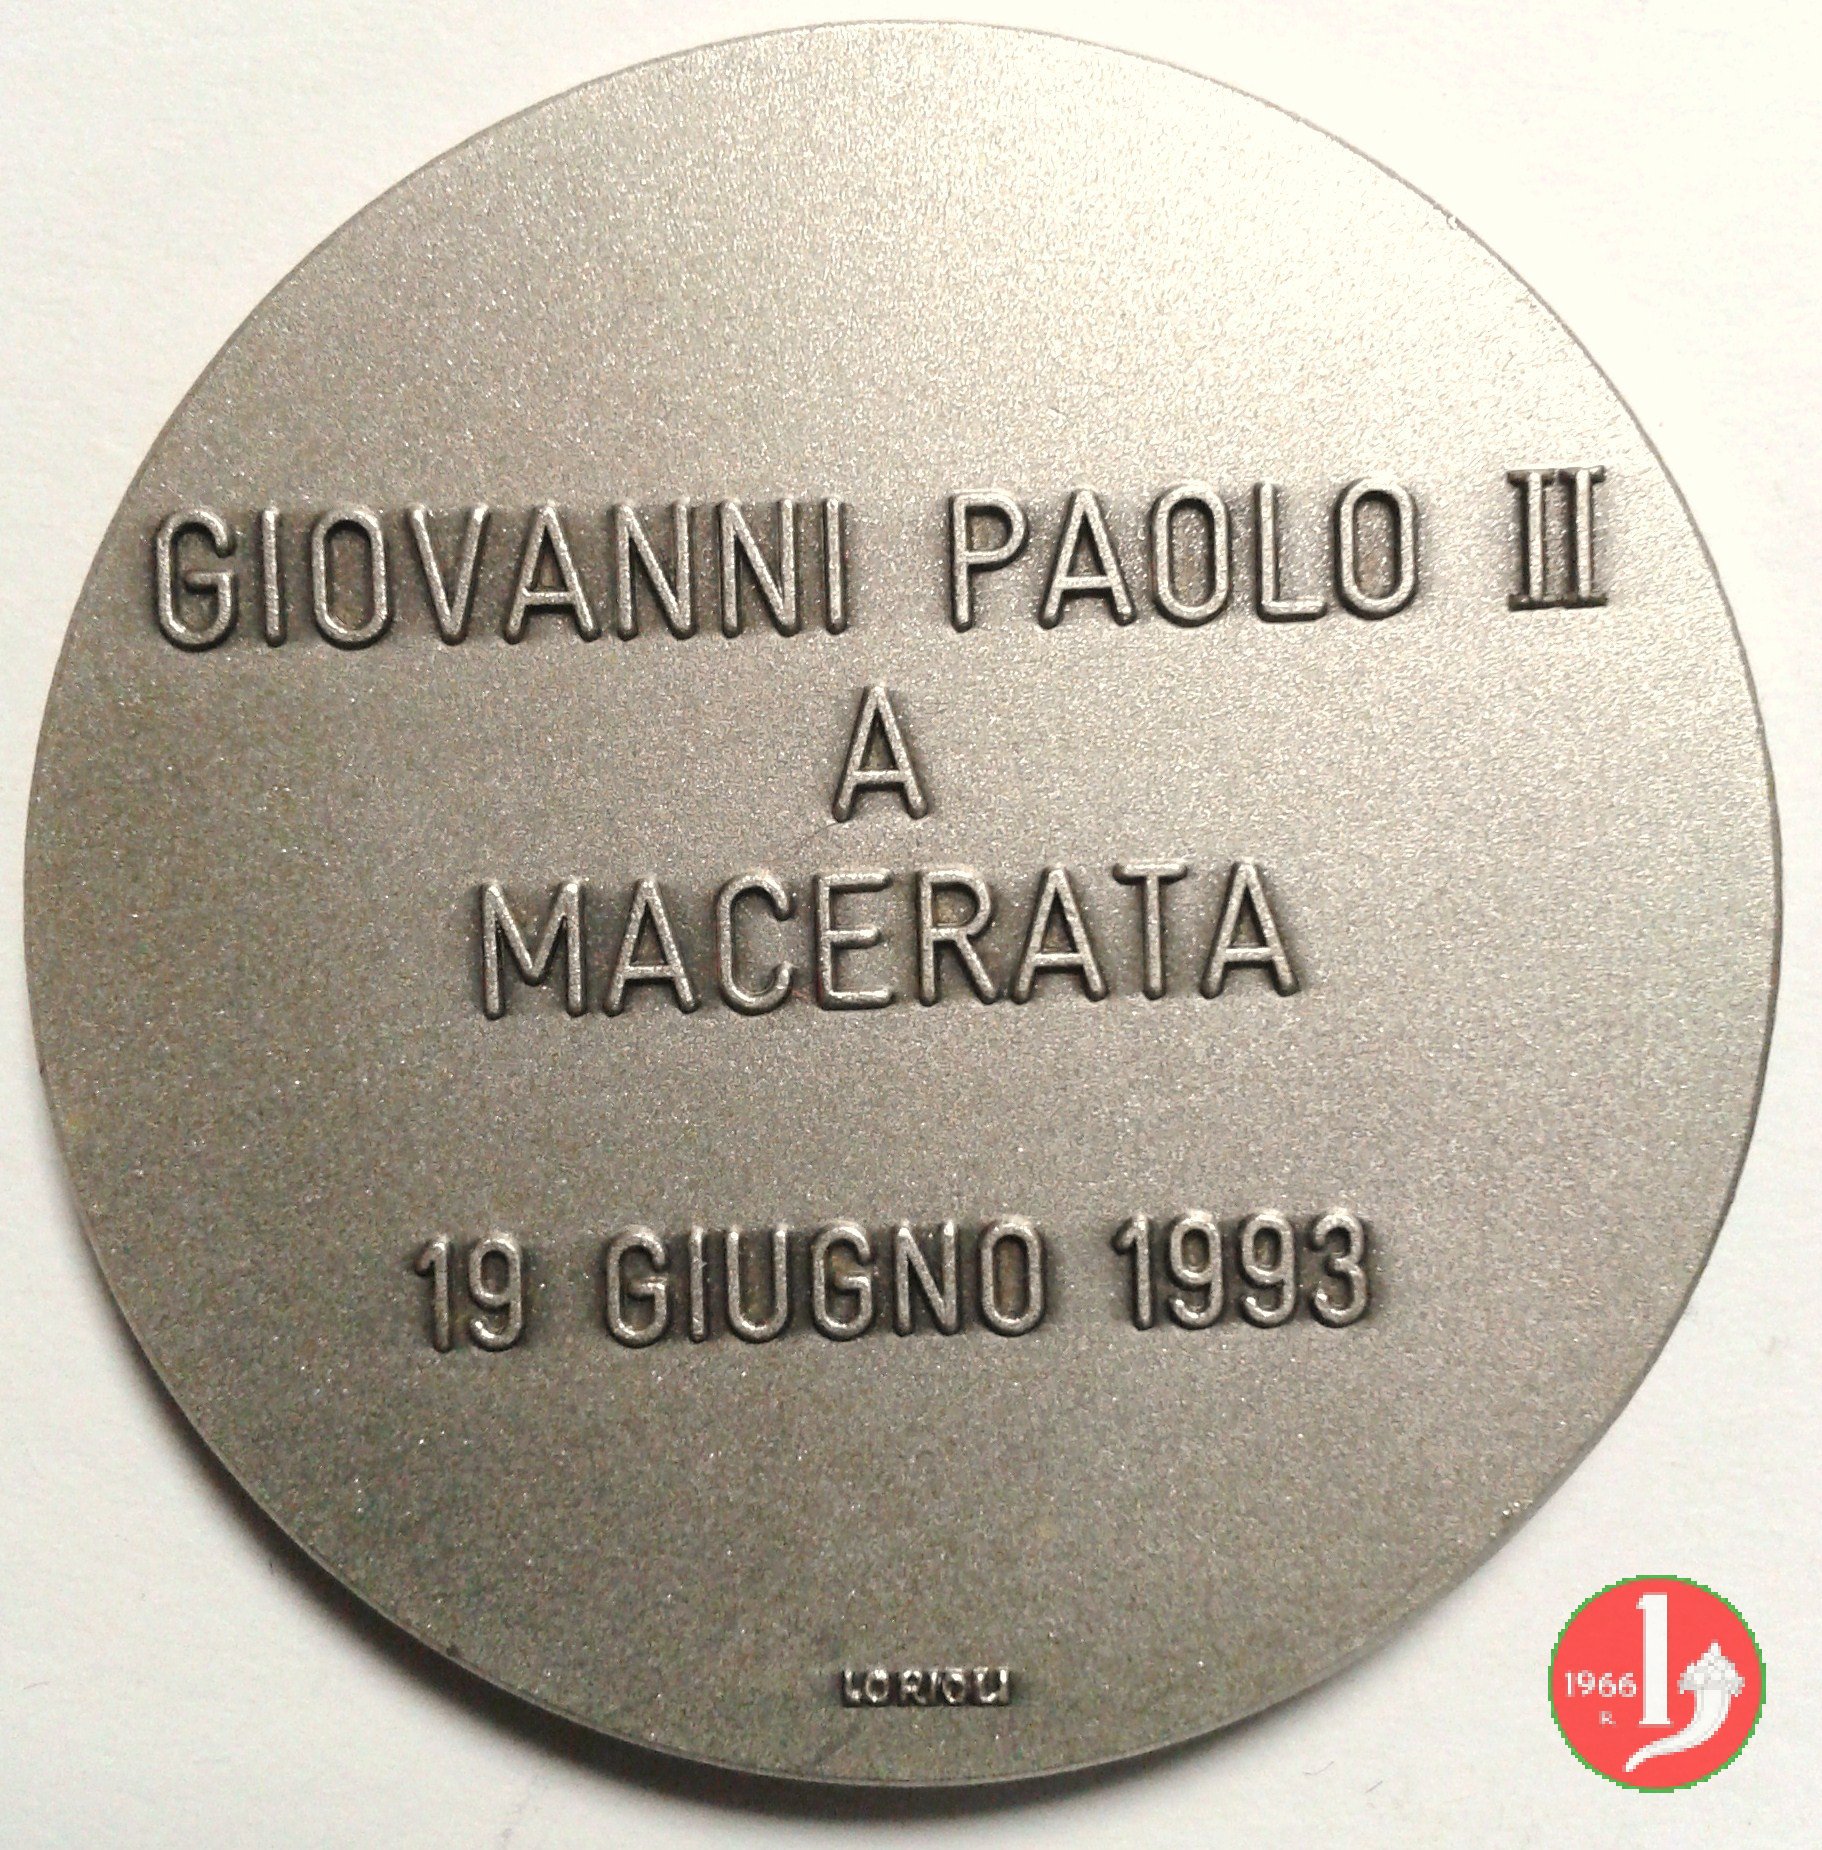 GIOVANNI PAOLO II
A
MACERATA
19 GIUGNO 1993
LORIOLI
1966
R